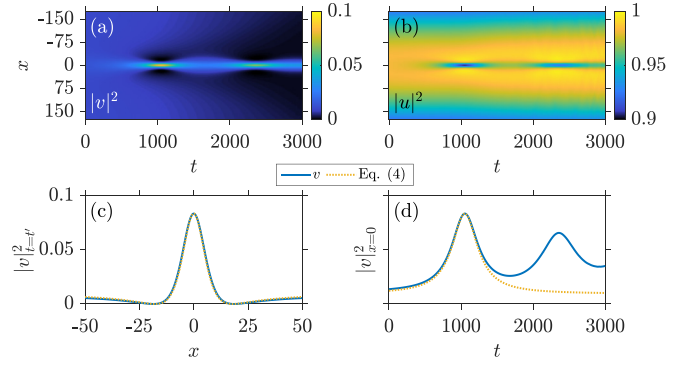 -150
-75
0
75
150
x
(a)
|v|²
0 1000 2000 3000
t
0.1
0.05
0
(b)
|u|²
0 1000 2000 3000
t
1
0.95
0.9
v Eq. (4)
0.1
0.05
0
|v|²t=t′
(c)
-50 -25 0 25 50
x
|v|²x=0
(d)
0 1000 2000 3000
t